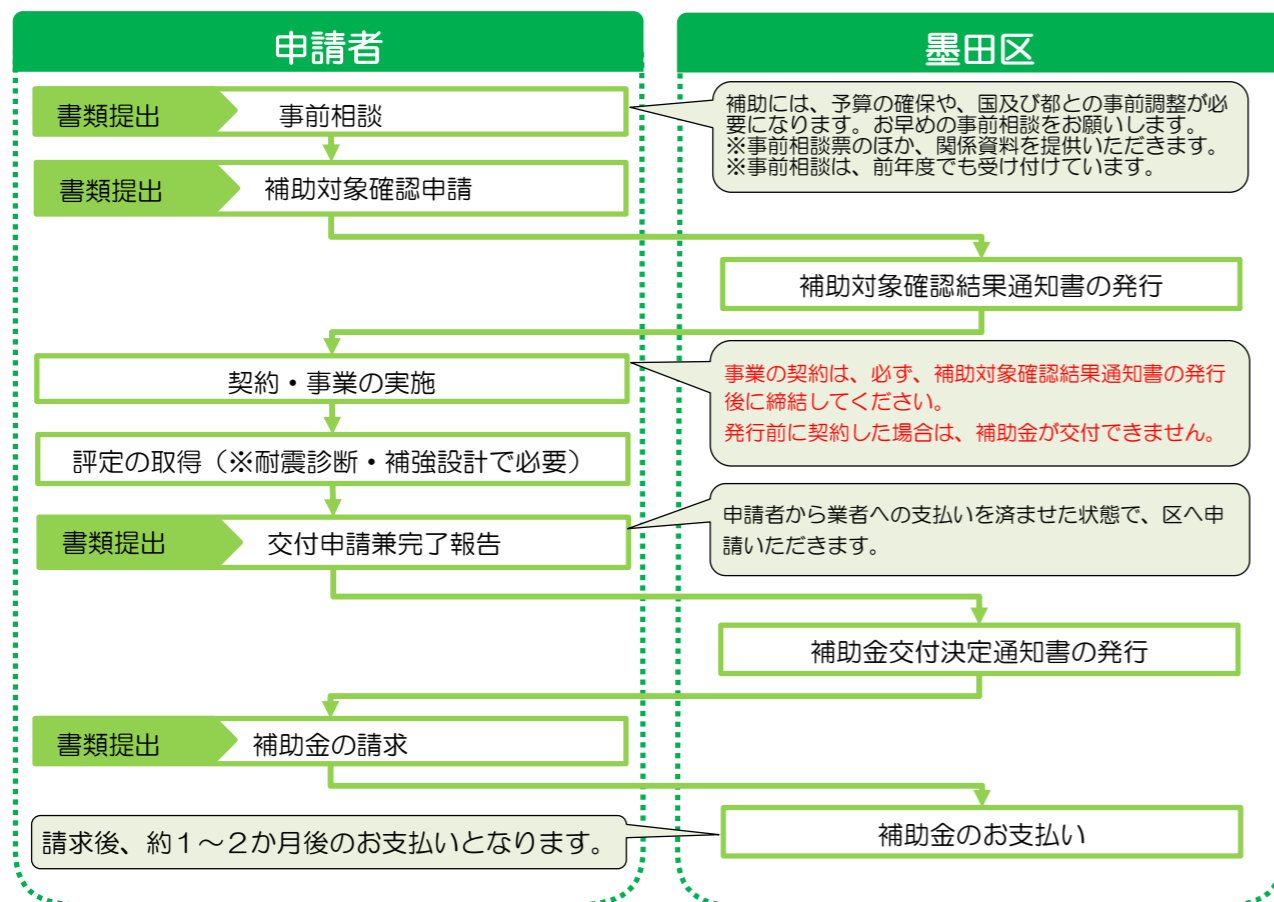 申請者
墨田区
書類提出
事前相談
補助には、予算の確保や、国及び都との事前調整が必
要になります。お早めの事前相談をお願いします。
※事前相談票のほか、関係資料を提供いただきます。
※事前相談は、前年度でも受け付けています。
書類提出
補助対象確認申請
補助対象確認結果通知書の発行
契約・事業の実施
事業の契約は、必ず、補助対象確認結果通知書の発行
後に締結してください。
発行前に契約した場合は、補助金が交付できません。
評定の取得（※耐震診断・補強設計で必要）
書類提出
交付申請兼完了報告
申請者から業者への支払いを済ませた状態で、区へ申
請いただきます。
補助金交付決定通知書の発行
書類提出
補助金の請求
請求後、約１～２か月後のお支払いとなります。
補助金のお支払い